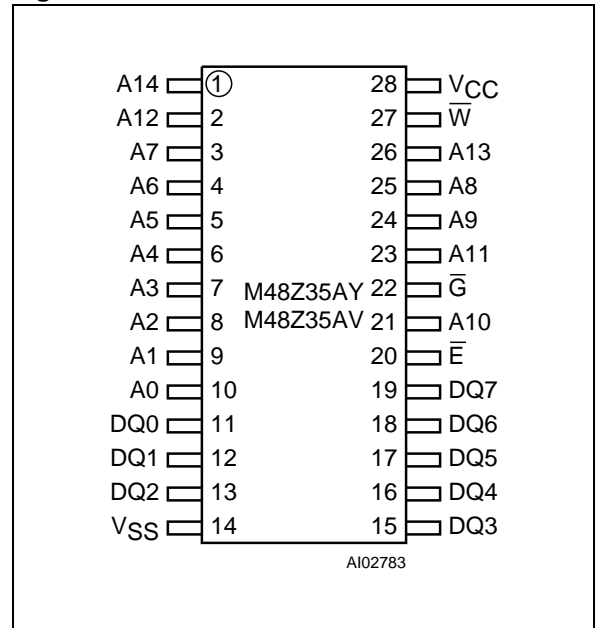 A14 1 28 VCC
A12 2 27 W̅
A7 3 26 A13
A6 4 25 A8
A5 5 24 A9
A4 6 23 A11
A3 7 M48Z35AY 22 G̅
A2 8 M48Z35AV 21 A10
A1 9 20 E̅
A0 10 19 DQ7
DQ0 11 18 DQ6
DQ1 12 17 DQ5
DQ2 13 16 DQ4
VSS 14 15 DQ3
AI02783